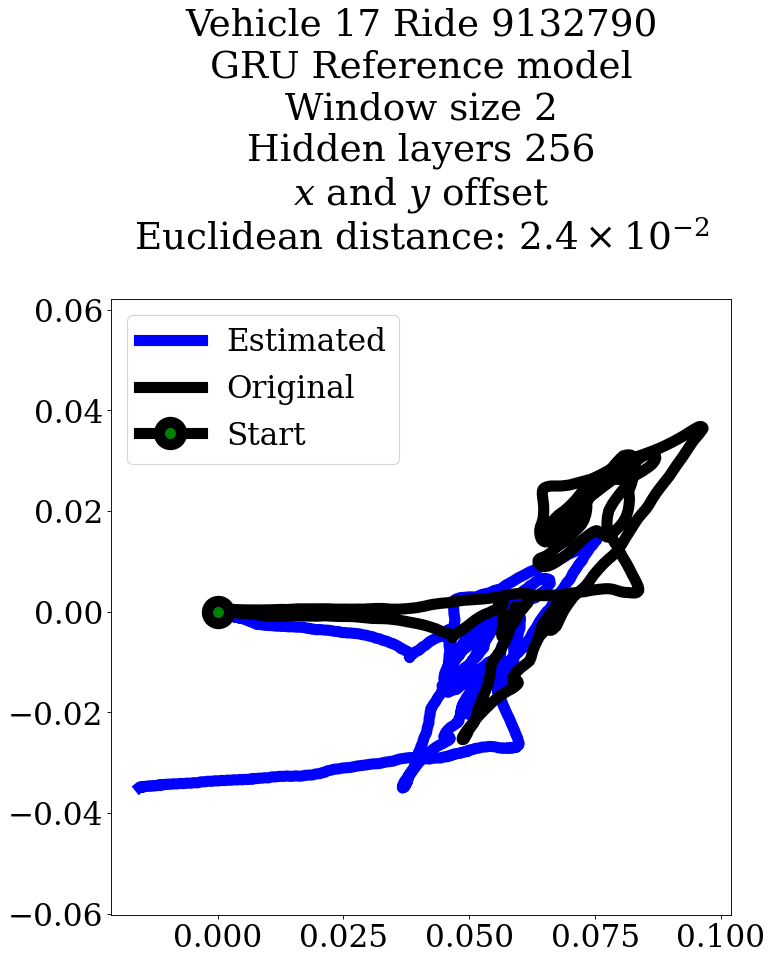 Vehicle 17 Ride 9132790
GRU Reference model
Window size 2
Hidden layers 256
x and y offset
Euclidean distance: 2.4 × 10⁻²
0.06
0.04
0.02
0.00
−0.02
−0.04
−0.06
Estimated
Original
Start
0.000 0.025 0.050 0.075 0.100